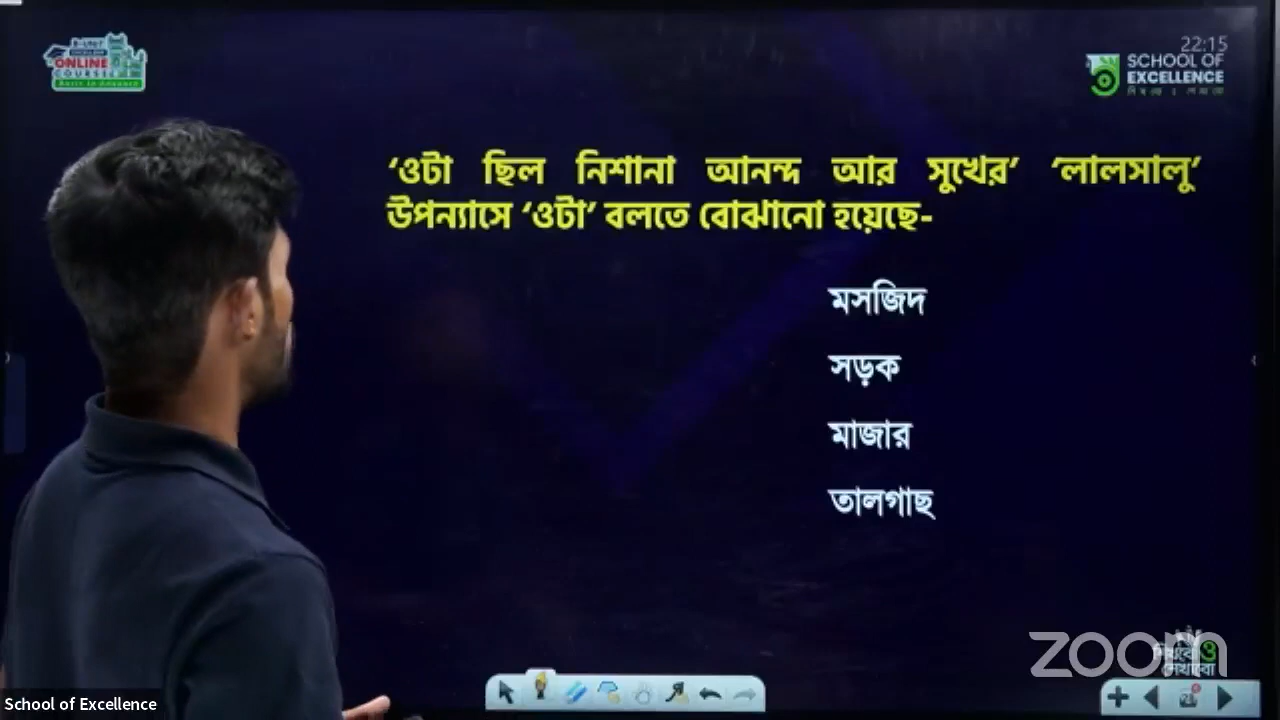 22:15
B-UNIT
ONLINE
COURSE
SCHOOL OF
EXCELLENCE
‘ওটা ছিল নিশানা আনন্দ আর সুখের’ ‘লালসালু’
উপন্যাসে ‘ওটা’ বলতে বোঝানো হয়েছে-
মসজিদ
সড়ক
মাজার
তালগাছ
zoom
School of Excellence